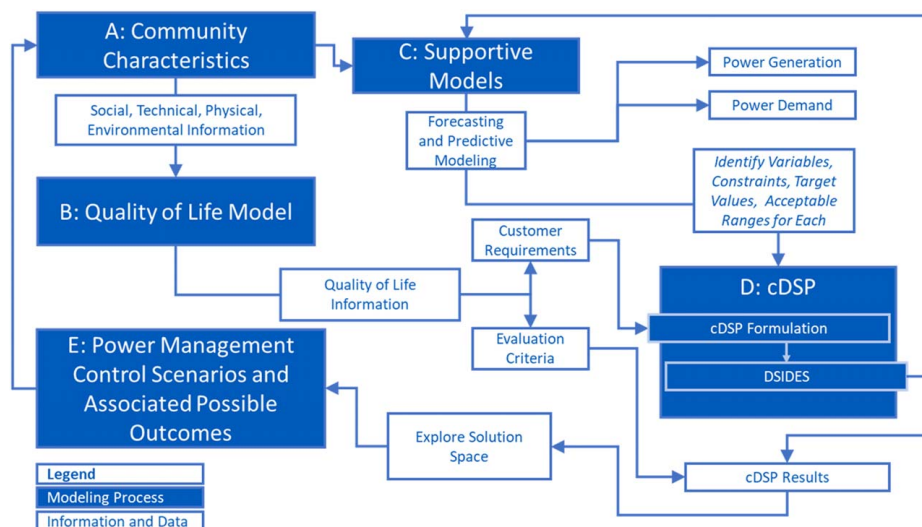 A: Community
Characteristics
Social, Technical, Physical,
Environmental Information
B: Quality of Life Model
C: Supportive
Models
Forecasting
and Predictive
Modeling
Power Generation
Power Demand
Identify Variables,
Constraints, Target
Values, Acceptable
Ranges for Each
Quality of Life
Information
Customer
Requirements
Evaluation
Criteria
D: cDSP
cDSP Formulation
DSIDES
cDSP Results
Explore Solution
Space
E: Power Management
Control Scenarios and
Associated Possible
Outcomes
Legend
Modeling Process
Information and Data